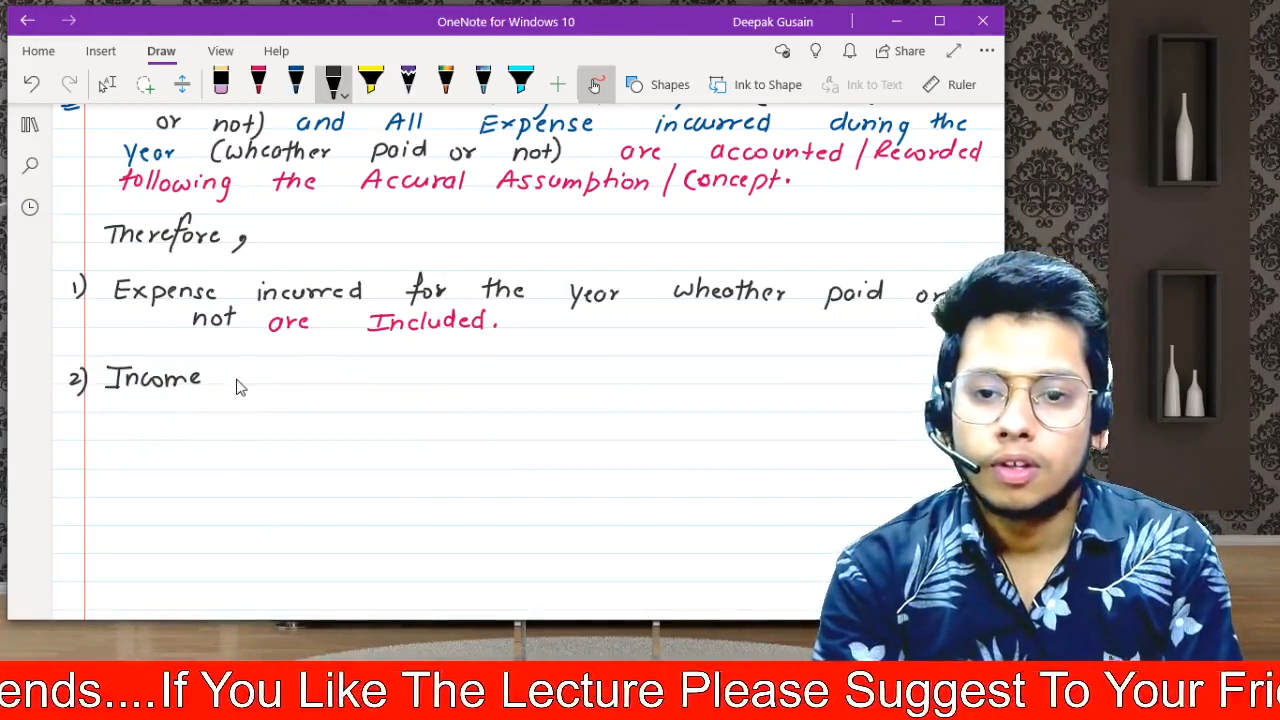 OneNote for Windows 10
Deepak Gusain
Home Insert Draw View Help
Share
Shapes
Ink to Shape
Ink to Text
Ruler
or not) and All Expense incurred during the
year (wheather paid or not) are accounted/Recorded
following the Accural Assumption/Concept.
Therefore,
1) Expense incurred for the year wheather paid or
not are Included.
2) Income
ends....If You Like The Lecture Please Suggest To Your Frie